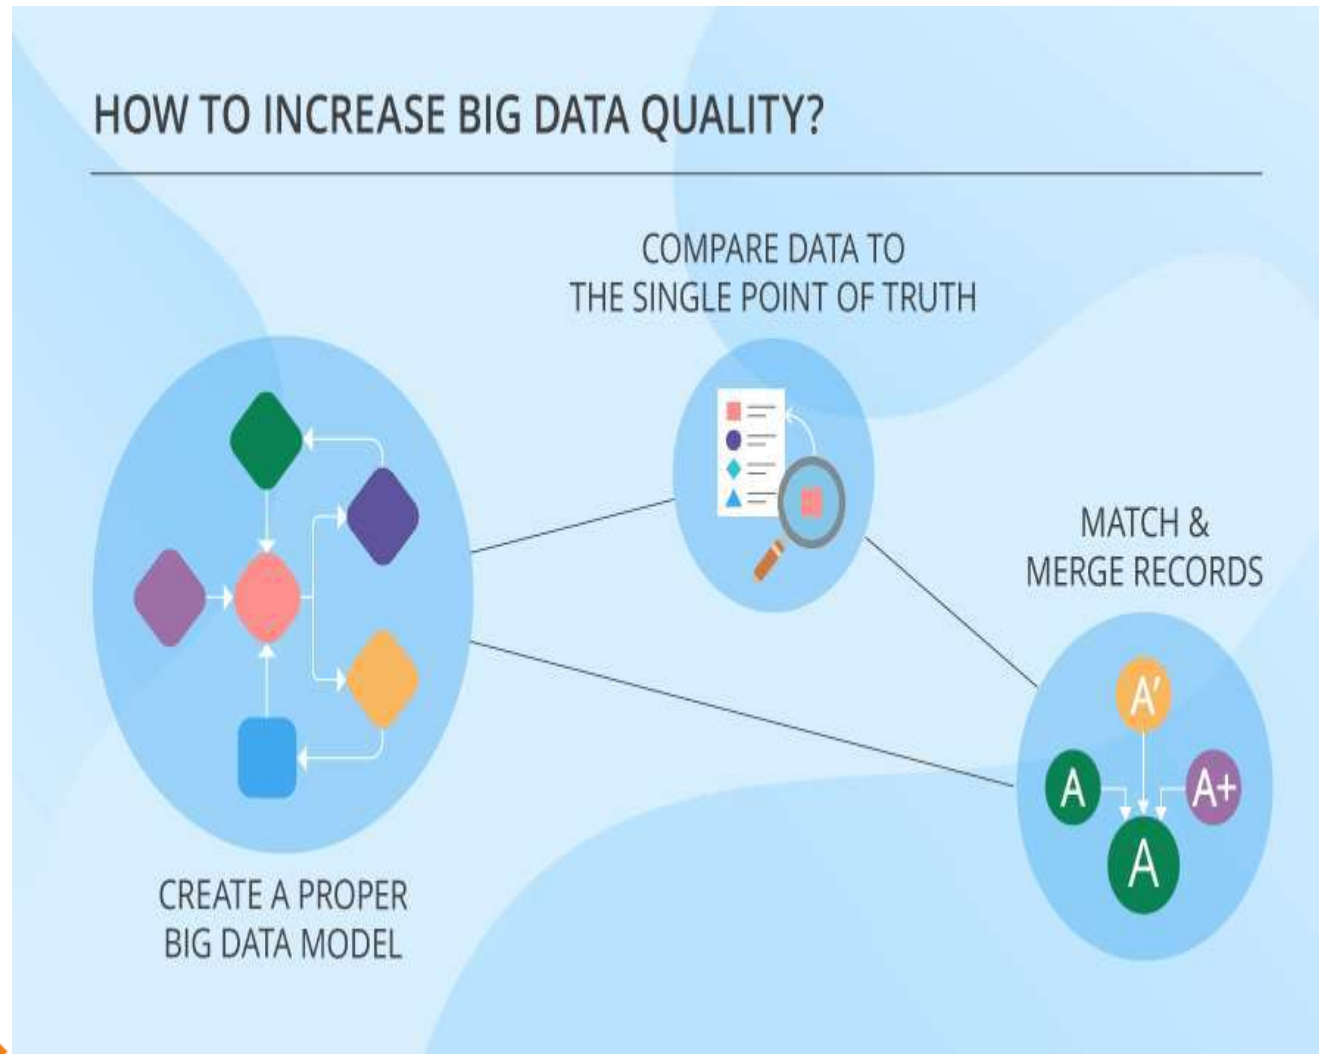 HOW TO INCREASE BIG DATA QUALITY?
COMPARE DATA TO
THE SINGLE POINT OF TRUTH
MATCH &
MERGE RECORDS
A'
A
A+
A
CREATE A PROPER
BIG DATA MODEL